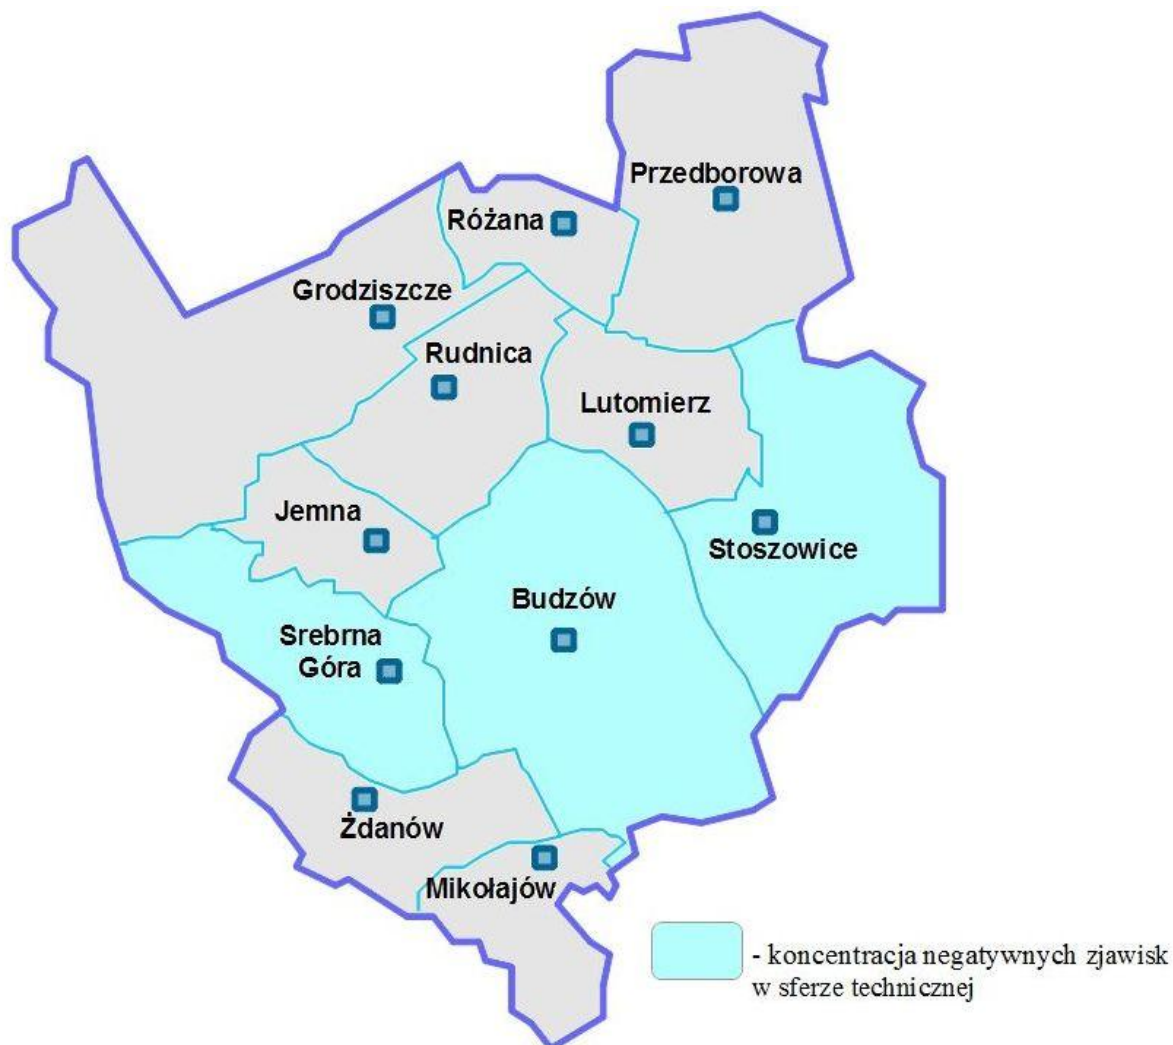 Przedborowa
Różana
Grodziszcze
Rudnica
Lutomierz
Jemna
Stoszowice
Budzów
Srebrna
Góra
Żdanów
Mikołajów
- koncentracja negatywnych zjawisk
w sferze technicznej